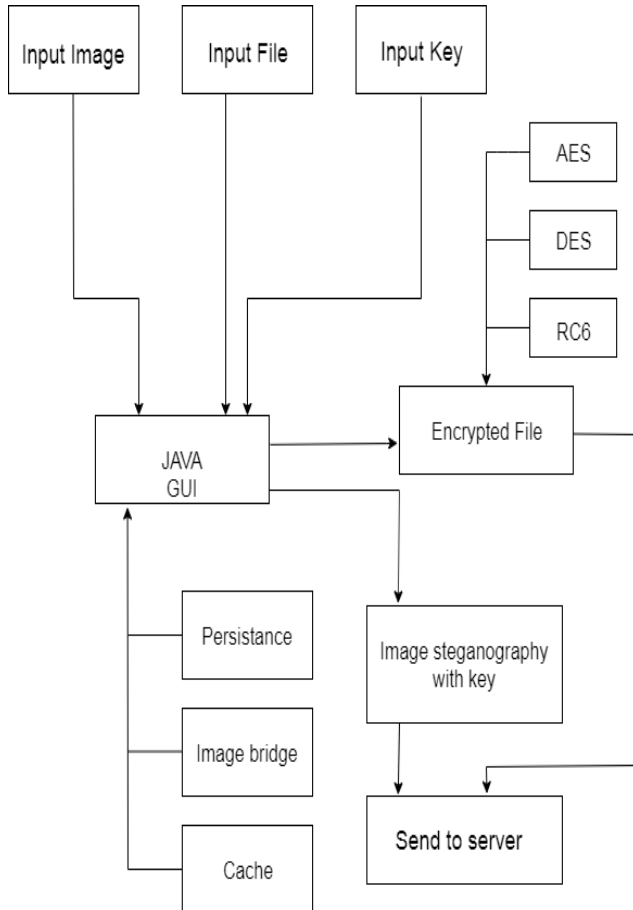 Input Image
Input File
Input Key
AES
DES
RC6
Encrypted File
JAVA
GUI
Persistance
Image steganography
with key
Image bridge
Send to server
Cache